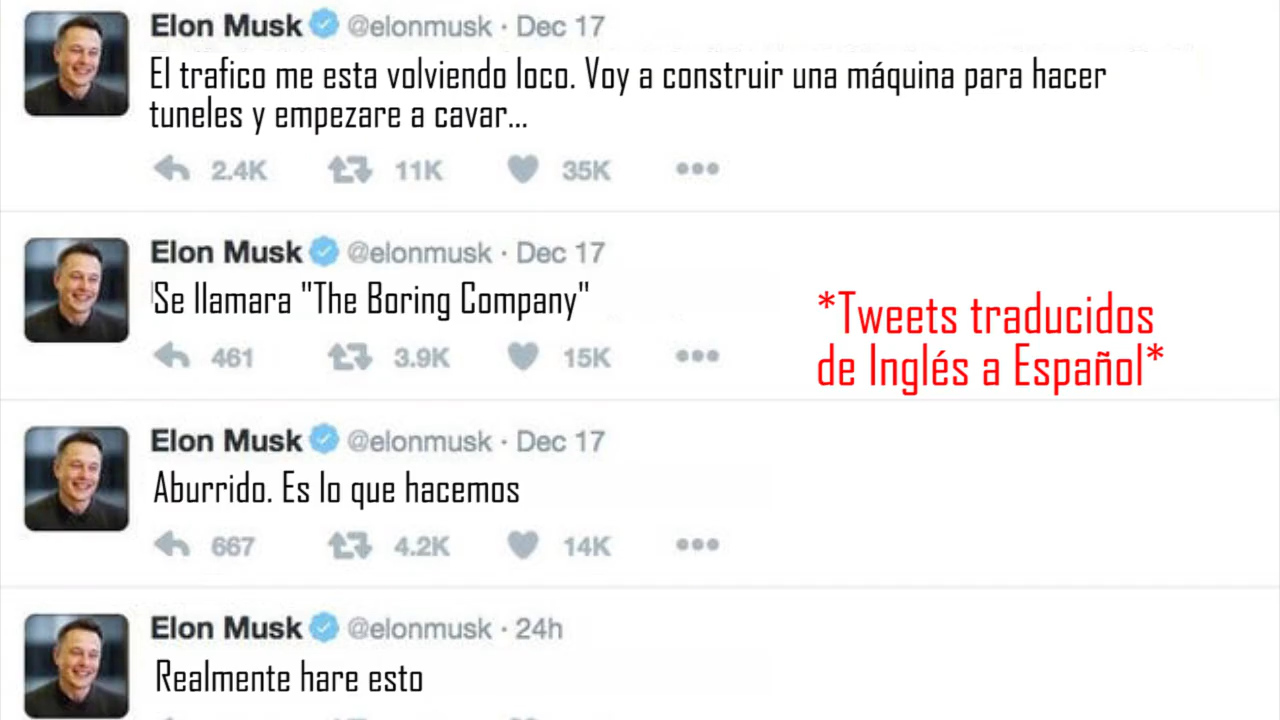 Elon Musk @elonmusk · Dec 17
El trafico me esta volviendo loco. Voy a construir una máquina para hacer
tuneles y empezare a cavar...
2.4K 11K 35K
Elon Musk @elonmusk · Dec 17
Se llamara "The Boring Company"
461 3.9K 15K
*Tweets traducidos
de Inglés a Español*
Elon Musk @elonmusk · Dec 17
Aburrido. Es lo que hacemos
667 4.2K 14K
Elon Musk @elonmusk · 24h
Realmente hare esto